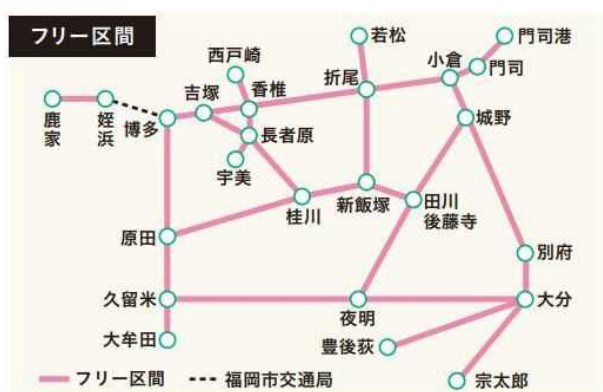 フリー区間
若松
門司港
西戸崎
小倉
門司
折尾
吉塚
香椎
鹿家
姪浜
博多
城野
長者原
宇美
桂川
新飯塚
田川
後藤寺
原田
別府
久留米
大分
夜明
大牟田
豊後荻
宗太郎
フリー区間
福岡市交通局